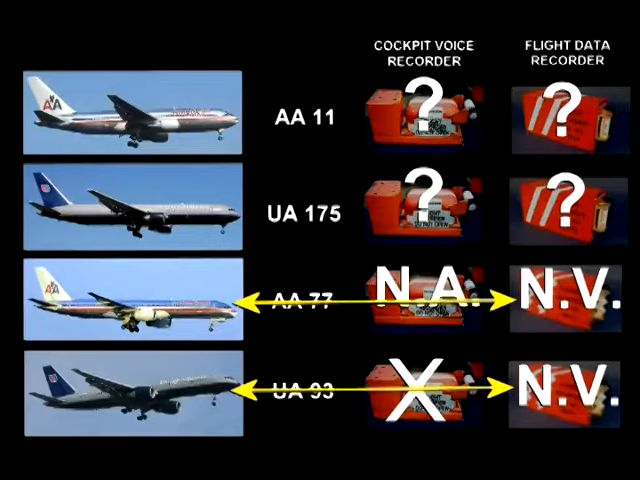 COCKPIT VOICE
RECORDER
FLIGHT DATA
RECORDER
AA 11
?
?
UA 175
?
?
AA 77
N.A.
N.V.
UA 93
X
N.V.